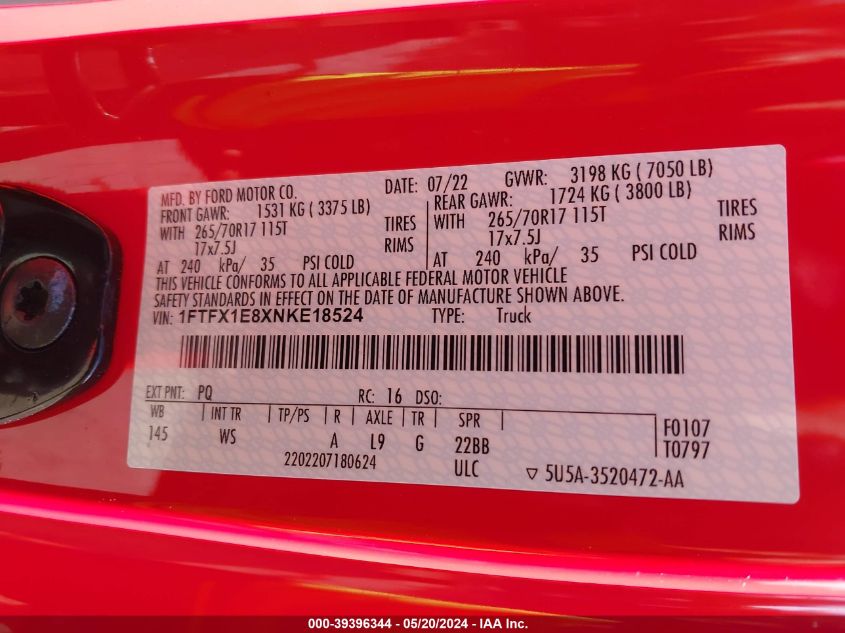 MFD. BY FORD MOTOR CO. DATE: 07/22 GVWR: 3198 KG ( 7050 LB)
FRONT GAWR: 1531 KG ( 3375 LB) REAR GAWR: 1724 KG ( 3800 LB)
WITH 265/70R17 115T TIRES WITH 265/70R17 115T TIRES
17x7.5J RIMS 17x7.5J RIMS
AT 240 kPa/ 35 PSI COLD AT 240 kPa/ 35 PSI COLD
THIS VEHICLE CONFORMS TO ALL APPLICABLE FEDERAL MOTOR VEHICLE
SAFETY STANDARDS IN EFFECT ON THE DATE OF MANUFACTURE SHOWN ABOVE.
VIN: 1FTFX1E8XNKE18524 TYPE: Truck
EXT PNT: PQ RC: 16 DSO:
WB | INT TR | TP/PS | R | AXLE | TR | SPR | F0107
145 WS A L9 G 22BB T0797
2202207180624 ULC ▽ 5U5A-3520472-AA
000-39396344 / 05/20/2024 - IAA Inc.